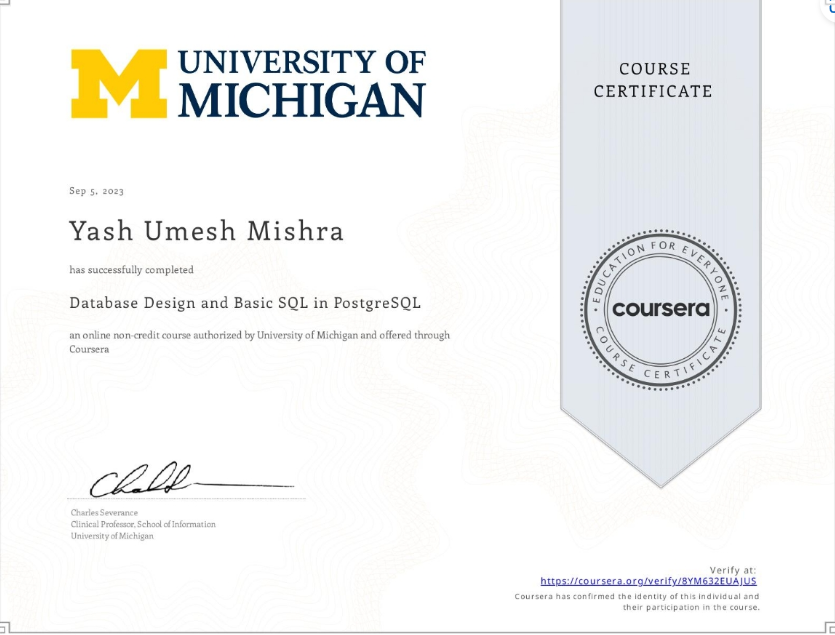 UNIVERSITY OF
MICHIGAN
COURSE
CERTIFICATE
Sep 5, 2023
Yash Umesh Mishra
has successfully completed
Database Design and Basic SQL in PostgreSQL
an online non-credit course authorized by University of Michigan and offered through
Coursera
EDUCATION FOR EVERYONE
coursera
COURSE CERTIFICATE
Charles Severance
Clinical Professor, School of Information
University of Michigan
Verify at:
https://coursera.org/verify/8YM632EUAJUS
Coursera has confirmed the identity of this individual and
their participation in the course.